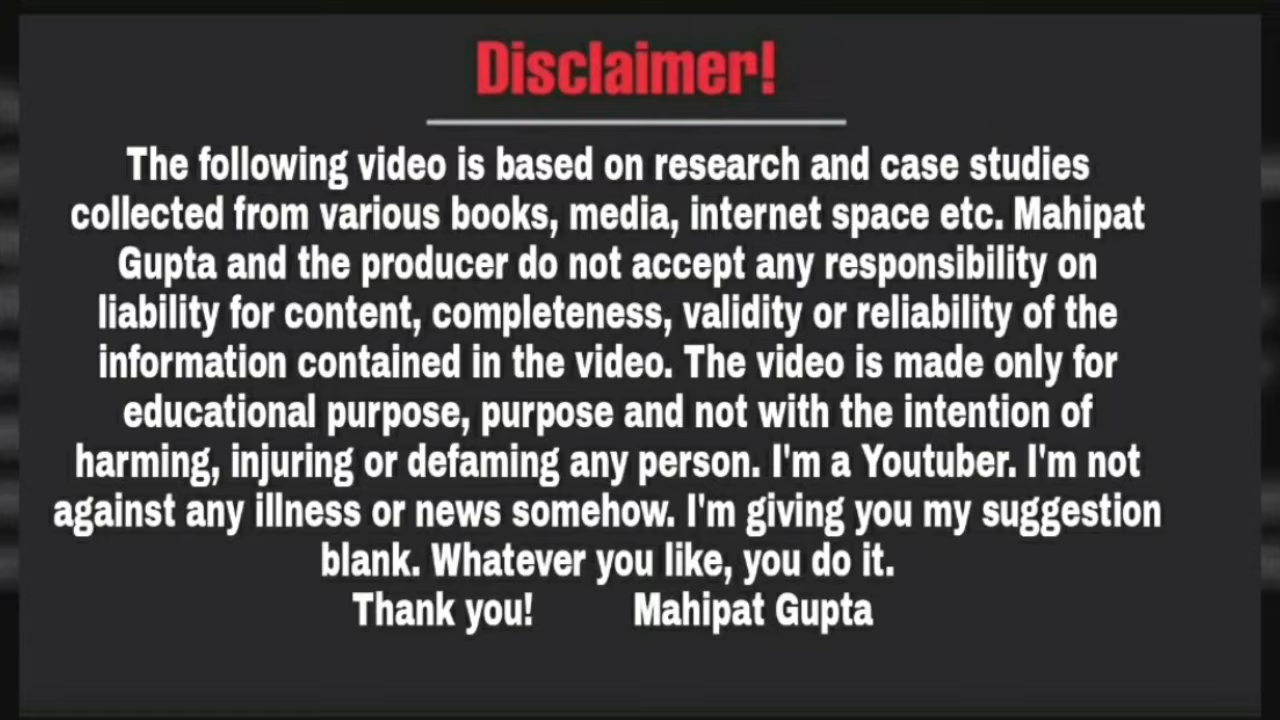 Disclaimer!
The following video is based on research and case studies
collected from various books, media, internet space etc. Mahipat
Gupta and the producer do not accept any responsibility on
liability for content, completeness, validity or reliability of the
information contained in the video. The video is made only for
educational purpose, purpose and not with the intention of
harming, injuring or defaming any person. I'm a Youtuber. I'm not
against any illness or news somehow. I'm giving you my suggestion
blank. Whatever you like, you do it.
Thank you! Mahipat Gupta